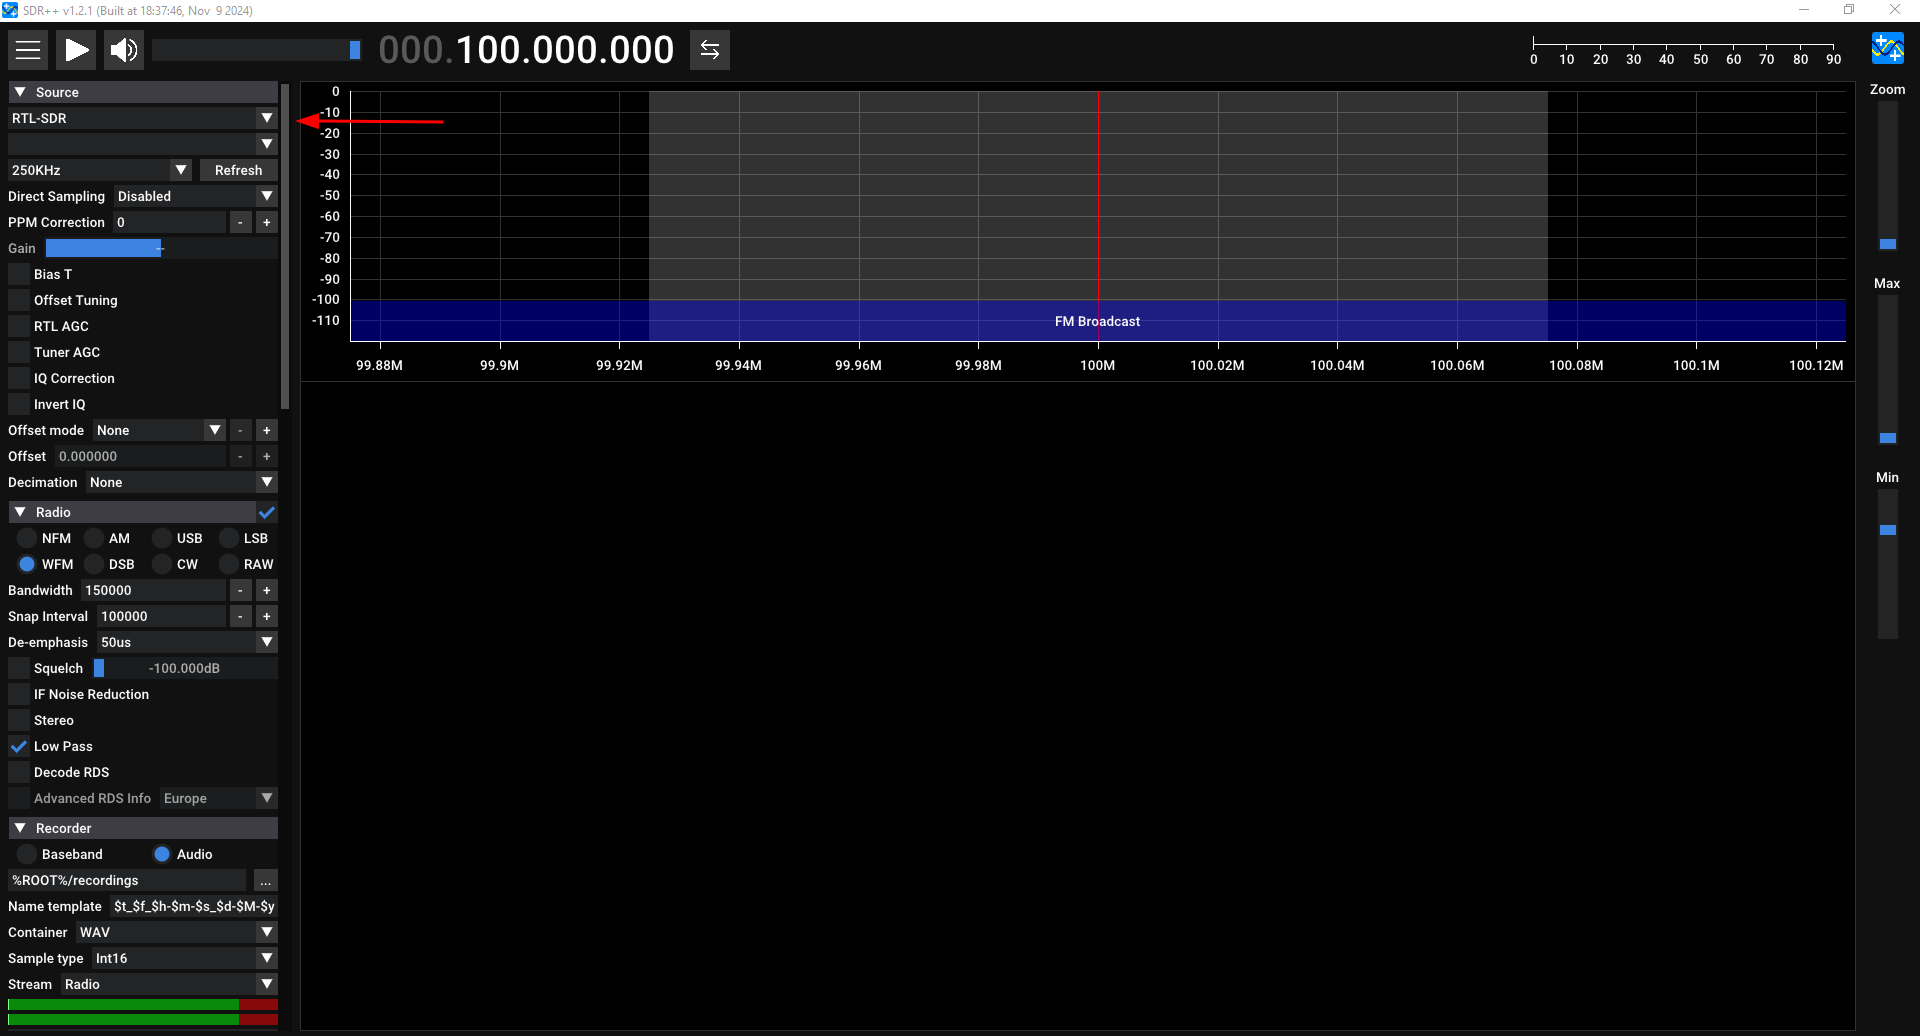 SDR++ v1.2.1 (Built at 18:37:46, Nov  9 2024)
000.100.000.000
0 10 20 30 40 50 60 70 80 90
Source
RTL-SDR
250KHz Refresh
Direct Sampling Disabled
PPM Correction 0 - +
Gain --
Bias T
Offset Tuning
RTL AGC
Tuner AGC
IQ Correction
Invert IQ
Offset mode None - +
Offset 0.000000 - +
Decimation None
Radio
NFM AM USB LSB
WFM DSB CW RAW
Bandwidth 150000 - +
Snap Interval 100000 - +
De-emphasis 50us
Squelch -100.000dB
IF Noise Reduction
Stereo
Low Pass
Decode RDS
Advanced RDS Info Europe
Recorder
Baseband Audio
%ROOT%/recordings ...
Name template $t_$f_$h-$m-$s_$d-$M-$y
Container WAV
Sample type Int16
Stream Radio
0
-10
-20
-30
-40
-50
-60
-70
-80
-90
-100
-110
FM Broadcast
99.88M 99.9M 99.92M 99.94M 99.96M 99.98M 100M 100.02M 100.04M 100.06M 100.08M 100.1M 100.12M
Zoom
Max
Min